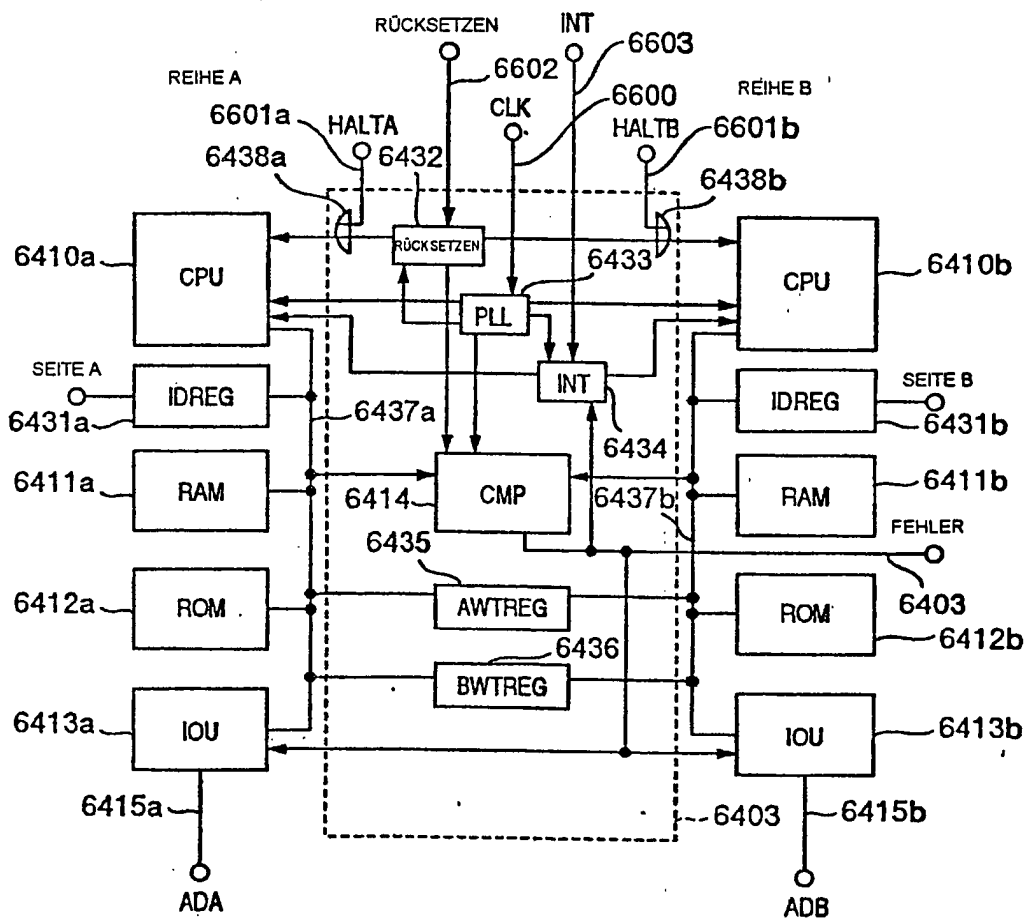 RÜCKSETZEN
INT
6603
6602
REIHE A
CLK
6600
REIHE B
6601a
HALTA
HALTB
6601b
6438a
6432
6438b
RÜCKSETZEN
6433
6410a
CPU
CPU
6410b
PLL
SEITE A
IDREG
INT
IDREG
SEITE B
6431a
6437a
6434
6431b
6411a
RAM
6414
CMP
6437b
RAM
6411b
FEHLER
6435
6412a
ROM
AWTREG
ROM
6403
6412b
6436
BWTREG
6413a
IOU
IOU
6413b
6415a
6403
6415b
ADA
ADB